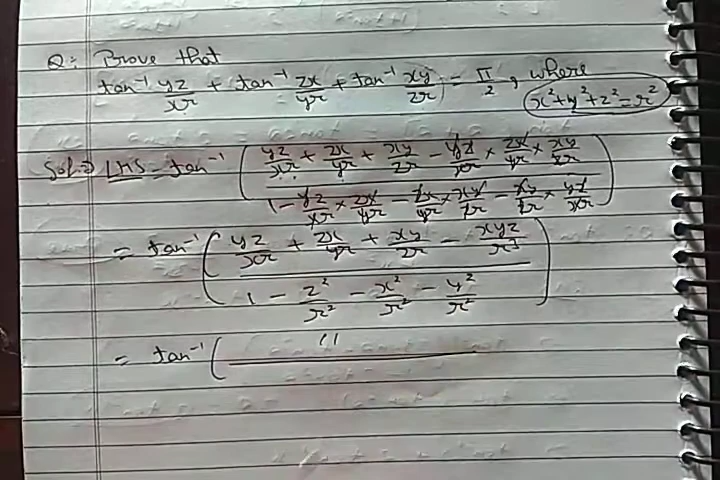 Q: Prove that
tan⁻¹ yz/xr + tan⁻¹ zx/yr + tan⁻¹ xy/zr = π/2, where
x²+y²+z²=r²
Sol.→ LHS = tan⁻¹ ( (yz/xr + zx/yr + xy/zr - yz/xr × zx/yr × xy/zr) / (1 - yz/xr × zx/yr - zx/yr × xy/zr - xy/zr × yz/xr) )
= tan⁻¹ ( (yz/xr + zx/yr + xy/zr - xyz/r³) / (1 - z²/r² - x²/r² - y²/r²) )
= tan⁻¹ ( "